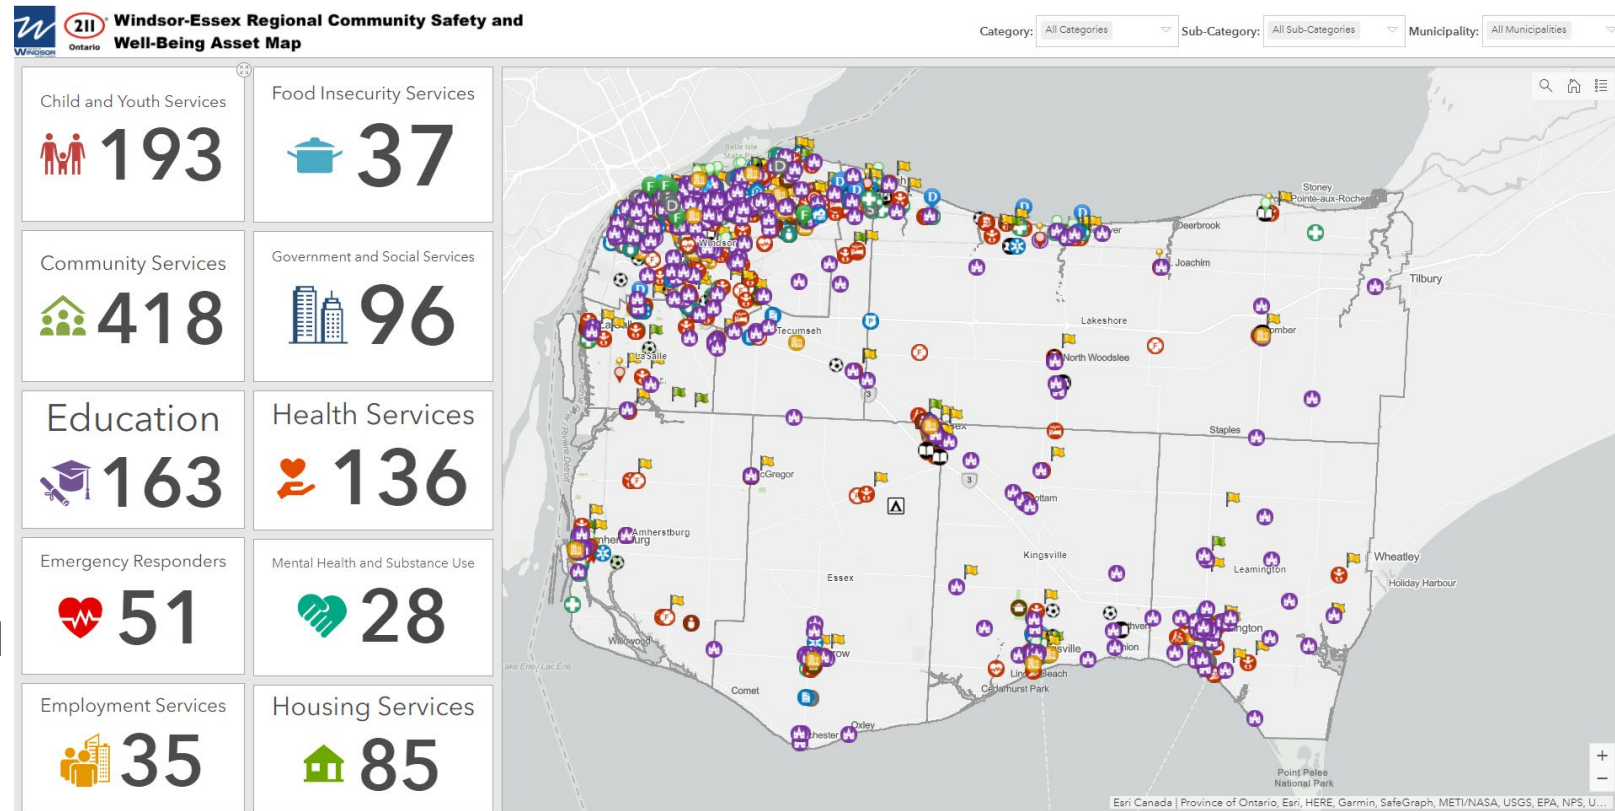 WINDSOR
211
Ontario
Windsor-Essex Regional Community Safety and
Well-Being Asset Map
Category: All Categories
Sub-Category: All Sub-Categories
Municipality: All Municipalities
Child and Youth Services
193
Food Insecurity Services
37
Community Services
418
Government and Social Services
96
Education
163
Health Services
136
Emergency Responders
51
Mental Health and Substance Use
28
Employment Services
35
Housing Services
85
Belle Isle
Windsor
Tecumseh
LaSalle
3
Stoney
Pointe-aux-Roches
Deerbrook
Joachim
Tilbury
Lakeshore
North Woodslee
Staples
3
Amherstburg
Essex
Kingsville
Leamington
Wheatley
Holiday Harbour
Comet
Oxley
Cedarhurst Park
Beach
Lake Erie / Lac Érié
Point Pelee
National Park
Esri Canada | Province of Ontario, Esri, HERE, Garmin, SafeGraph, METI/NASA, USGS, EPA, NPS, U...